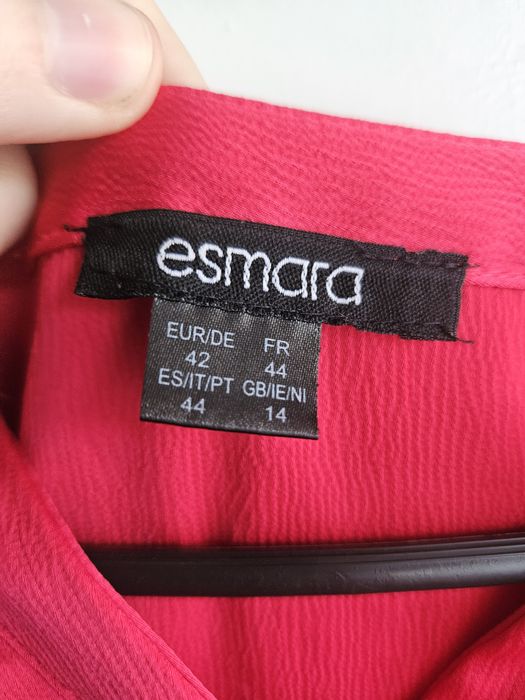 esmara
EUR/DE FR
42 44
ES/IT/PT GB/IE/NI
44 14